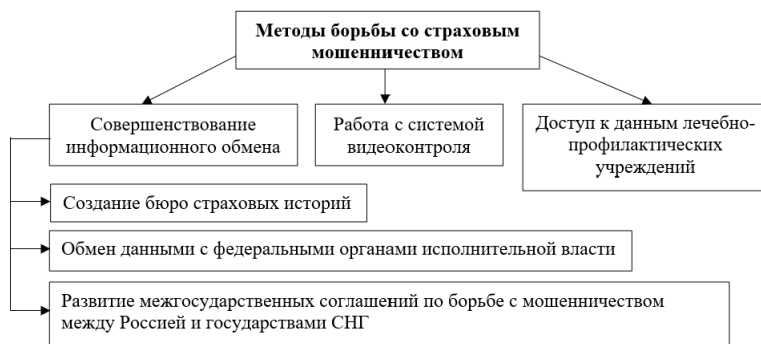 Методы борьбы со страховым
мошенничеством
Совершенствование
информационного обмена
Работа с системой
видеоконтроля
Доступ к данным лечебно-
профилактических
учреждений
Создание бюро страховых историй
Обмен данными с федеральными органами исполнительной власти
Развитие межгосударственных соглашений по борьбе с мошенничеством
между Россией и государствами СНГ